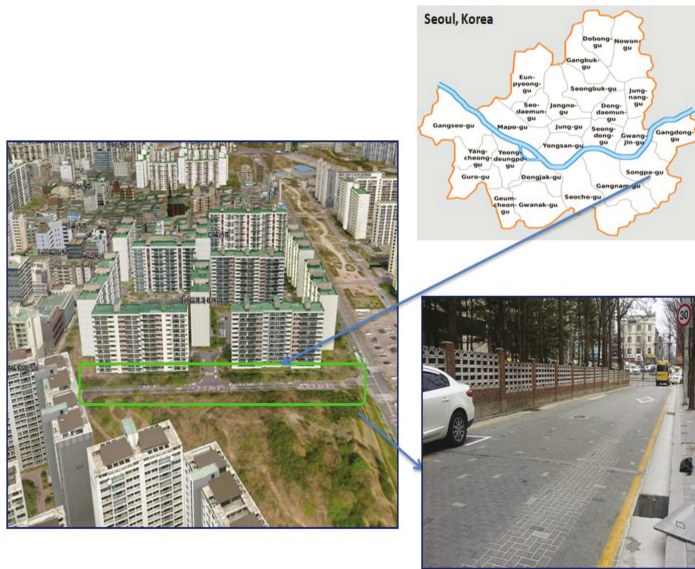 Seoul, Korea
Dobong-
gu
Nowon-
gu
Gangbuk-
gu
Eun-
pyeong-
gu
Seongbuk-gu
Jung-
nang-
gu
Seo-
daemun-
gu
Jongno-
gu
Dong-
daemun-
gu
Gangseo-gu
Mapo-gu
Jung-gu
Seong-
dong-
gu
Gwang-
jin-gu
Gangdong-
gu
Yongsan-gu
Yang-
cheong-
gu
Yeong-
deungpo-
gu
Songpa-gu
Guro-gu
Dongjak-gu
Gangnam-gu
Geum-
cheon-
gu
Gwanak-gu
Seocho-gu
30